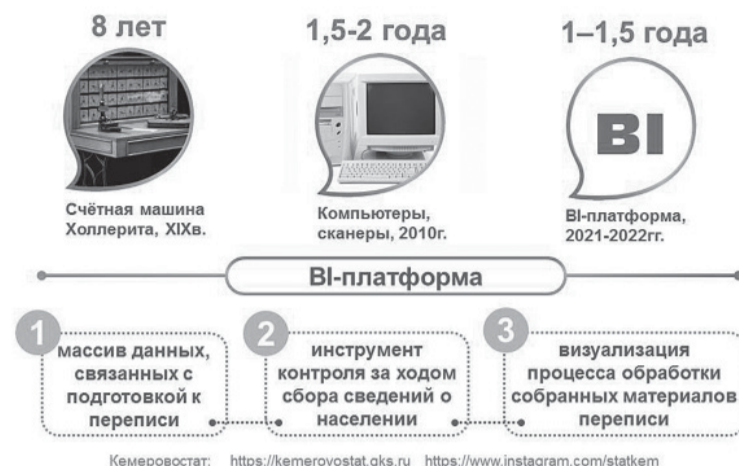 8 лет
1,5-2 года
1–1,5 года
BI
Счётная машина
Холлерита, XIXв.
Компьютеры,
сканеры, 2010г.
BI-платформа,
2021-2022гг.
BI-платформа
1
массив данных,
связанных с
подготовкой к
переписи
2
инструмент
контроля за ходом
сбора сведений о
населении
3
визуализация
процесса обработки
собранных материалов
переписи
Кемеровостат: https://kemerovostat.gks.ru https://www.instagram.com/statkem